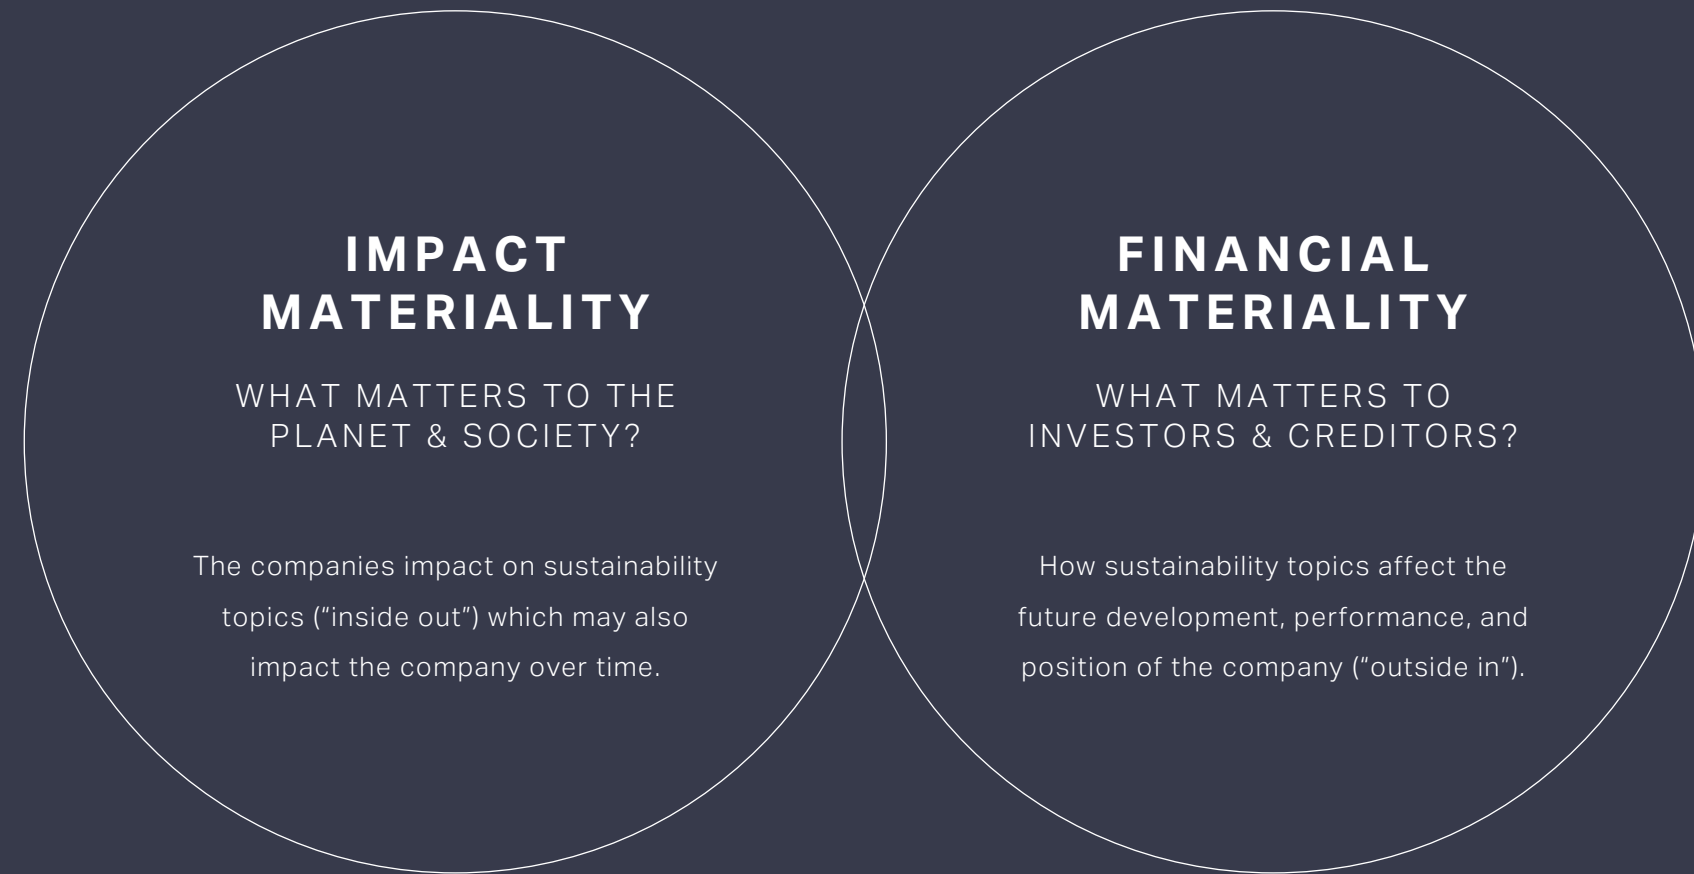 IMPACT
MATERIALITY
WHAT MATTERS TO THE
PLANET & SOCIETY?
The companies impact on sustainability
topics (“inside out”) which may also
impact the company over time.
FINANCIAL
MATERIALITY
WHAT MATTERS TO
INVESTORS & CREDITORS?
How sustainability topics affect the
future development, performance, and
position of the company (“outside in”).